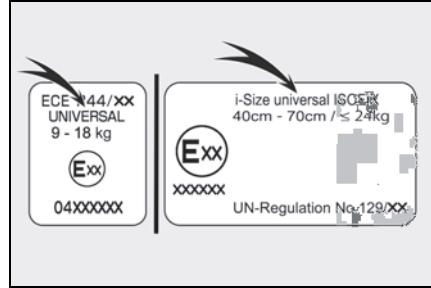 ECE R44/XX
UNIVERSAL
9 - 18 kg
Exx
04XXXXXX
i-Size universal ISOFIX
40cm - 70cm / ≤ 24kg
Exx
XXXXXX
UN-Regulation No.129/XX